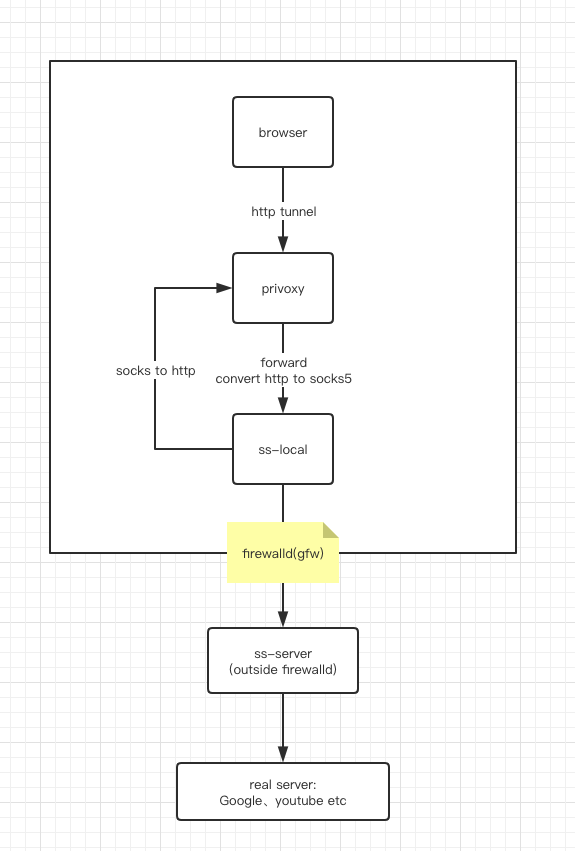 browser
http tunnel
privoxy
socks to http
forward
convert http to socks5
ss-local
firewalld(gfw)
ss-server
(outside firewalld)
real server:
Google、youtube etc